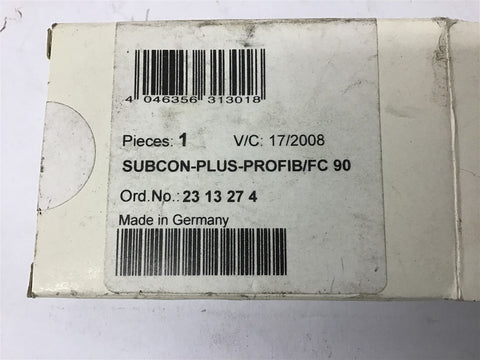 4 046356 313018
Pieces: 1 V/C: 17/2008
SUBCON-PLUS-PROFIB/FC 90
Ord.No.: 23 13 27 4
Made in Germany